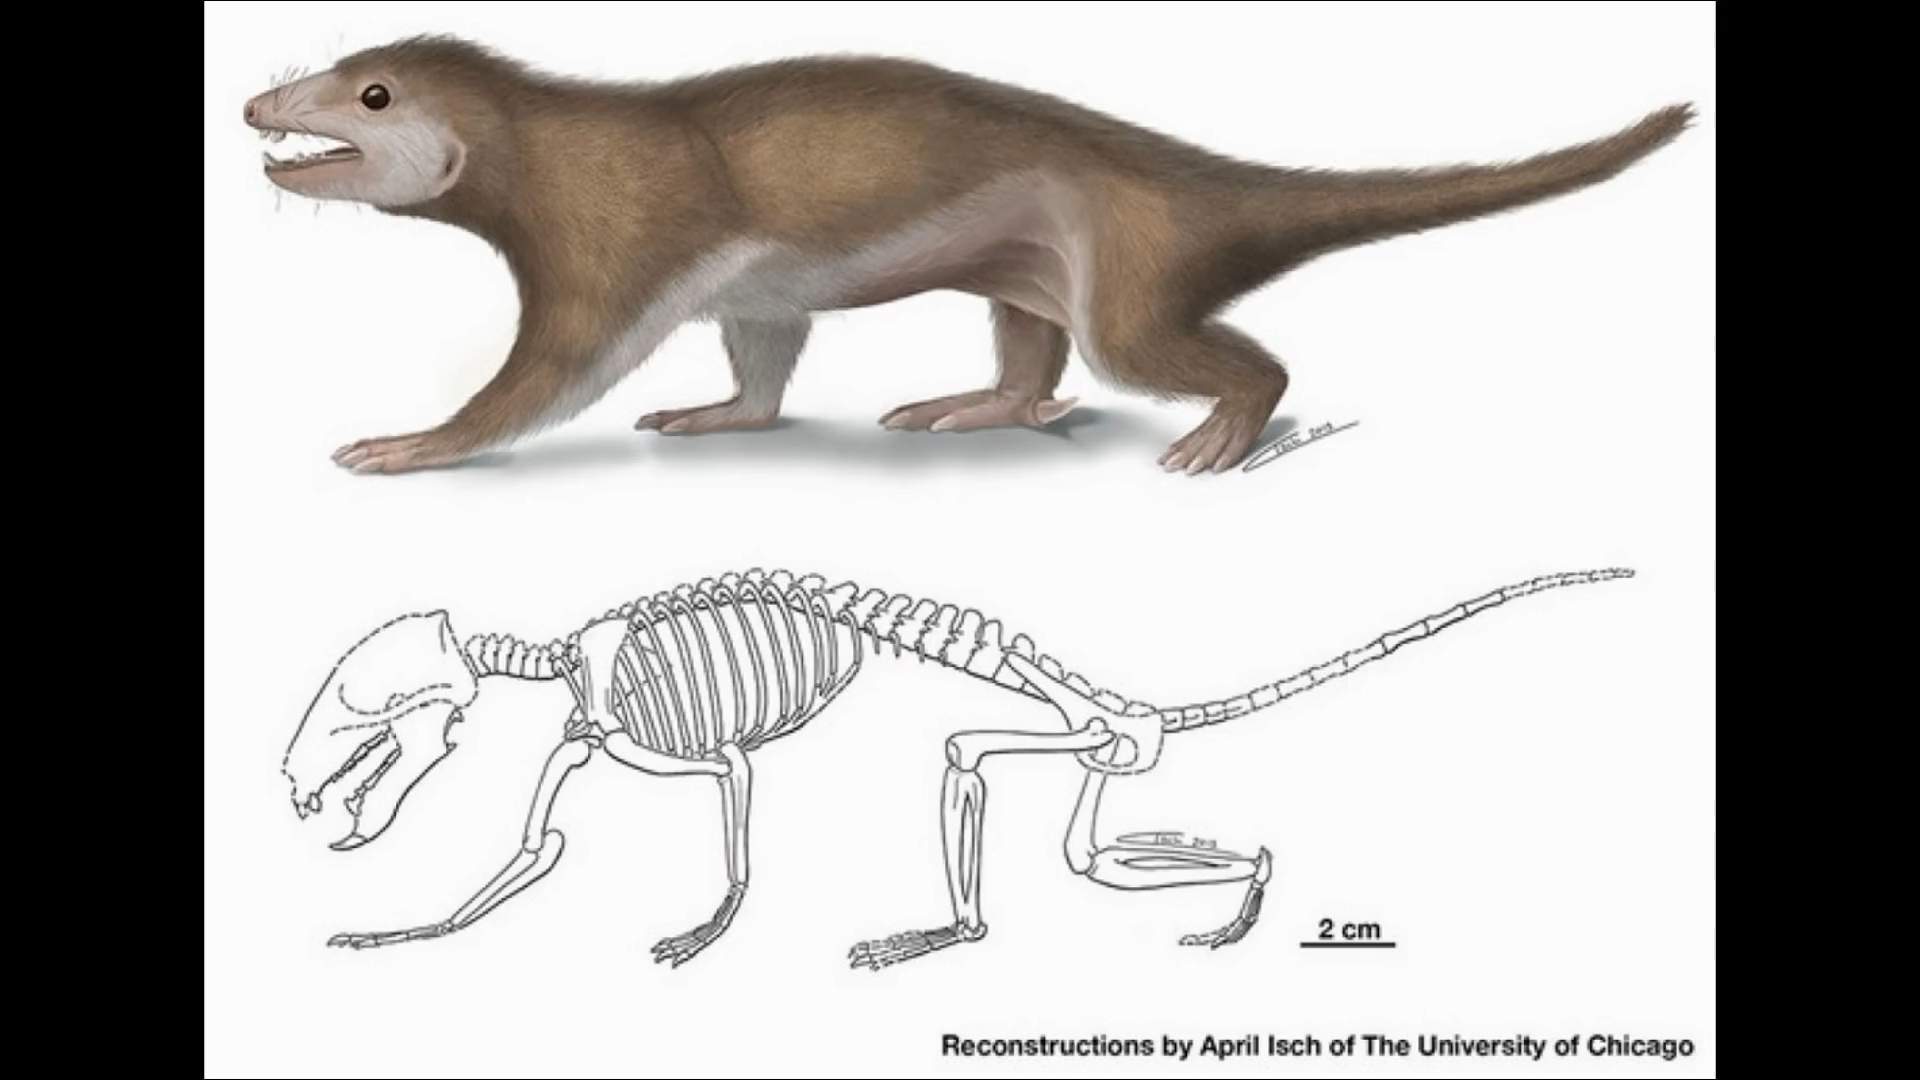 2 cm
Reconstructions by April Isch of The University of Chicago